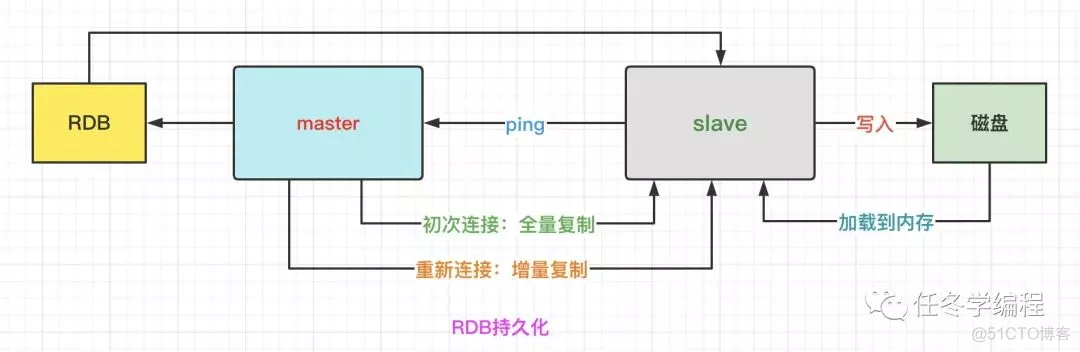 RDB
master
ping
slave
写入
磁盘
初次连接：全量复制
加载到内存
重新连接：增量复制
任冬学编程
RDB持久化
@51CTO博客